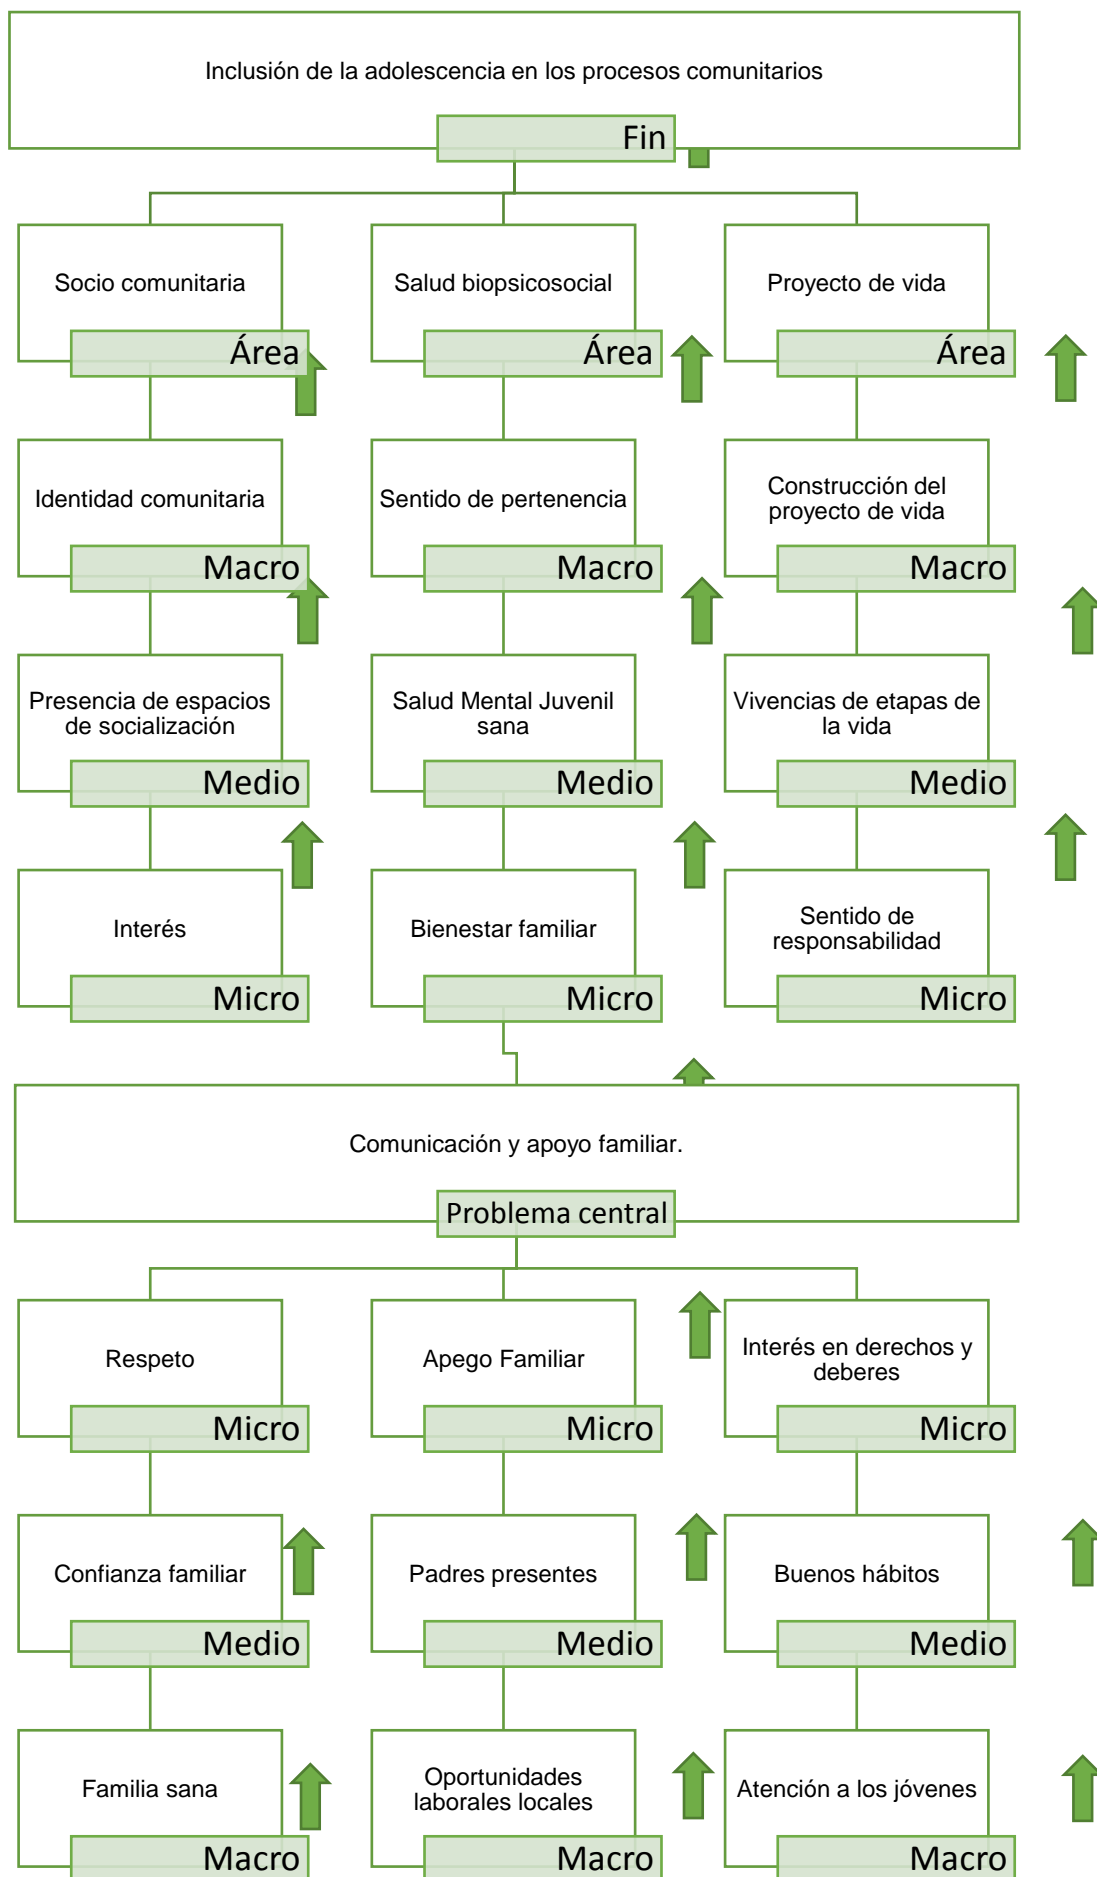 Inclusión de la adolescencia en los procesos comunitarios
Fin
Socio comunitaria
Área
Salud biopsicosocial
Área
Proyecto de vida
Área
Identidad comunitaria
Macro
Sentido de pertenencia
Macro
Construcción del
proyecto de vida
Macro
Presencia de espacios
de socialización
Medio
Salud Mental Juvenil
sana
Medio
Vivencias de etapas de
la vida
Medio
Interés
Micro
Bienestar familiar
Micro
Sentido de
responsabilidad
Micro
Comunicación y apoyo familiar.
Problema central
Respeto
Micro
Apego Familiar
Micro
Interés en derechos y
deberes
Micro
Confianza familiar
Medio
Padres presentes
Medio
Buenos hábitos
Medio
Familia sana
Macro
Oportunidades
laborales locales
Macro
Atención a los jóvenes
Macro